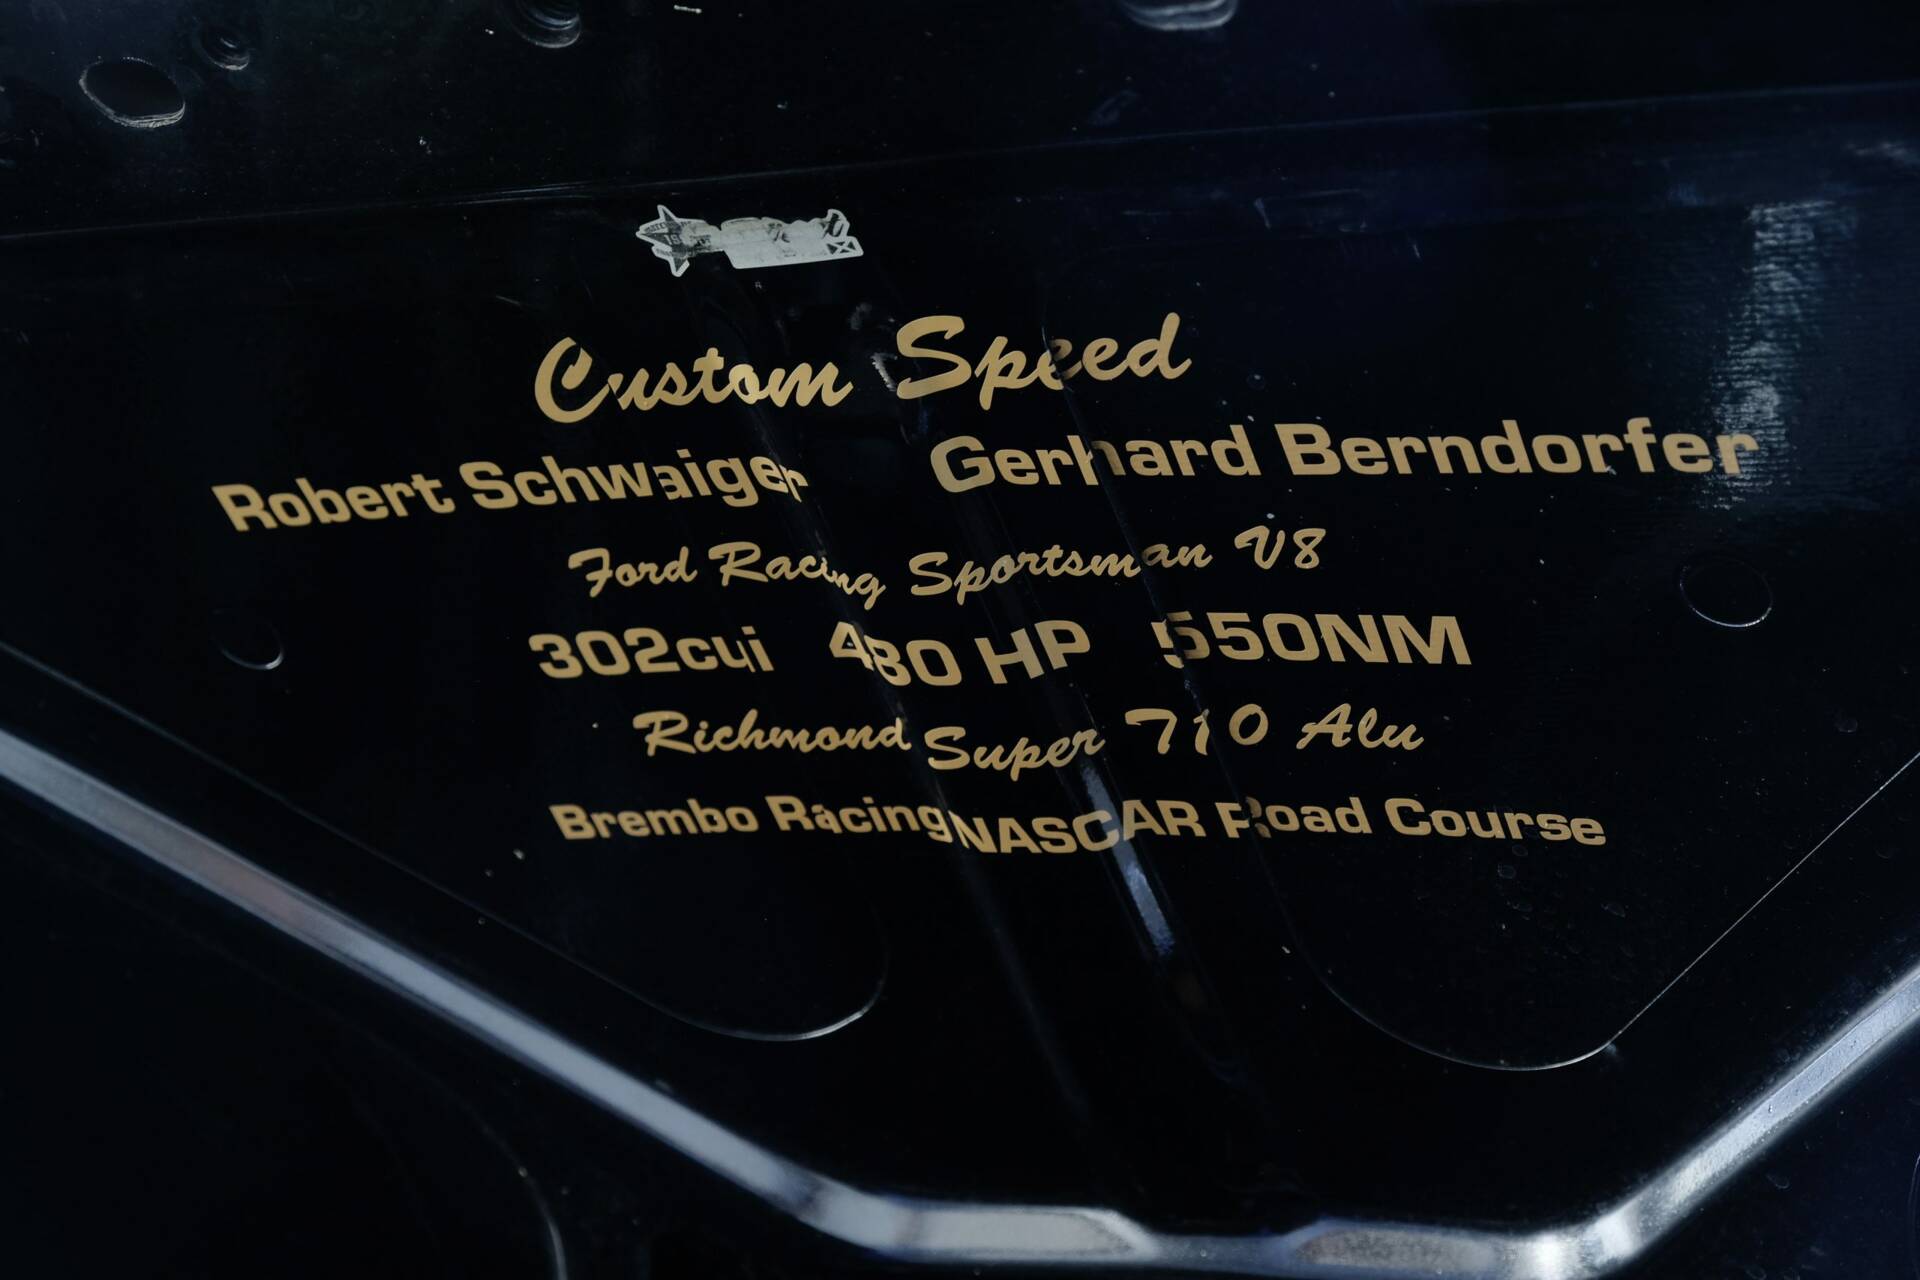 Custom Speed
Robert Schwaiger Gerhard Berndorfer
Ford Racing Sportsman V8
302cui 480 HP 550NM
Richmond Super T10 Alu
Brembo Racing NASCAR Road Course